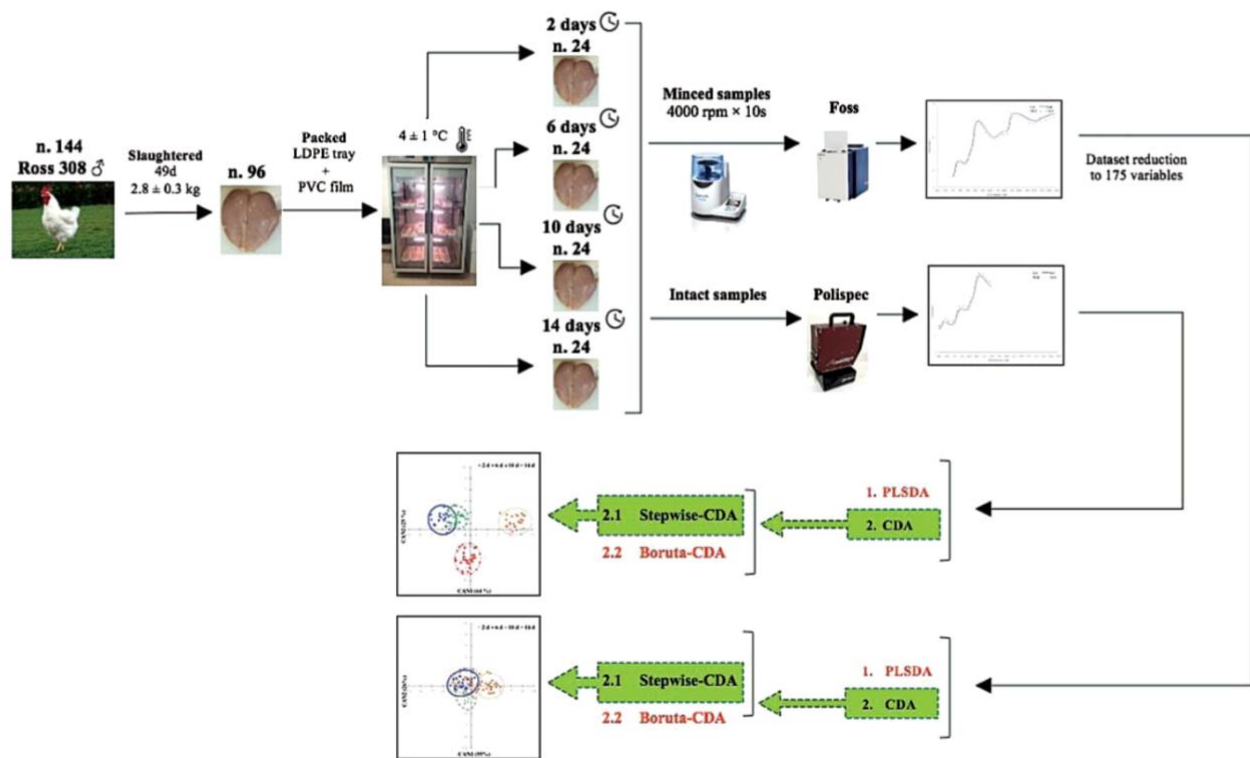 n. 144
Ross 308 ♂
Slaughtered
49d
2.8 ± 0.3 kg
n. 96
Packed
LDPE tray
+
PVC film
4 ± 1 °C
2 days
n. 24
6 days
n. 24
10 days
n. 24
14 days
n. 24
Minced samples
4000 rpm × 10s
Foss
Dataset reduction
to 175 variables
Intact samples
Polispec
2.1 Stepwise-CDA
2.2 Boruta-CDA
1. PLSDA
2. CDA
2.1 Stepwise-CDA
2.2 Boruta-CDA
1. PLSDA
2. CDA